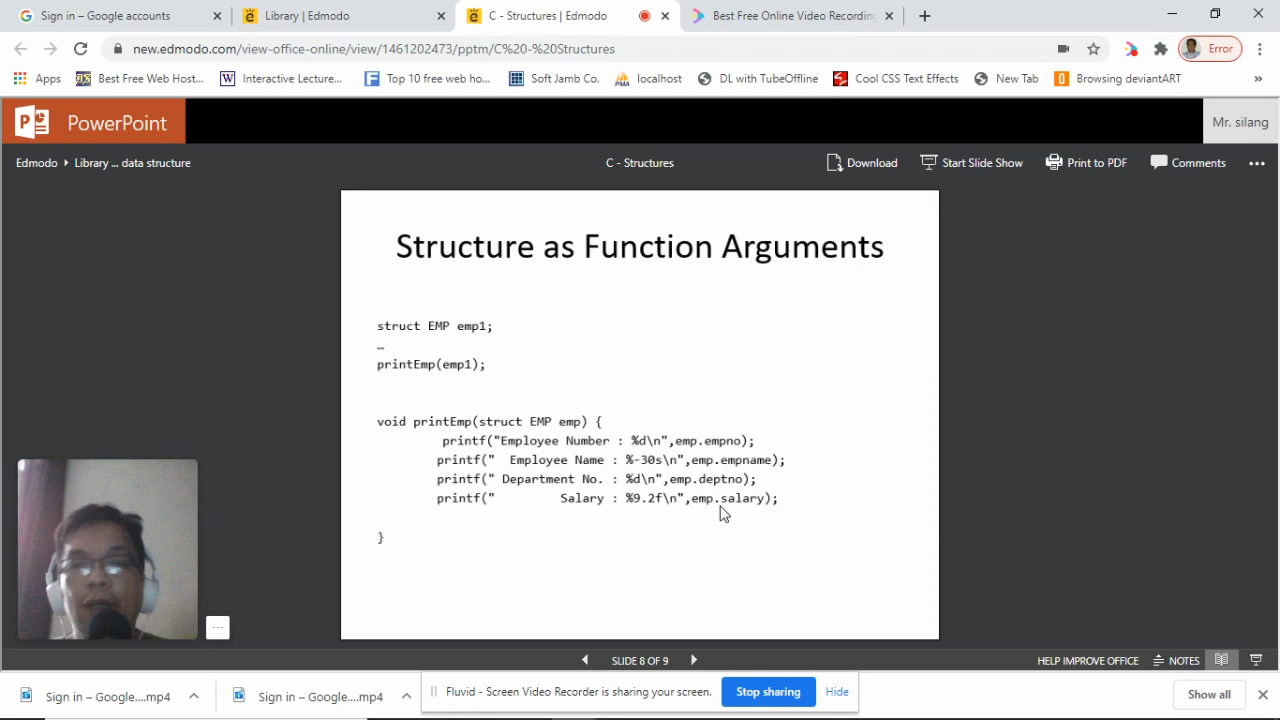 Sign in – Google accounts
Library | Edmodo
C - Structures | Edmodo
Best Free Online Video Recording
new.edmodo.com/view-office-online/view/1461202473/pptm/C%20-%20Structures
Error
Apps
Best Free Web Host...
Interactive Lecture...
Top 10 free web ho...
Soft Jamb Co.
localhost
DL with TubeOffline
Cool CSS Text Effects
New Tab
Browsing deviantART
»
PowerPoint
Mr. silang
Edmodo ▸ Library ... data structure
C - Structures
Download
Start Slide Show
Print to PDF
Comments
Structure as Function Arguments
struct EMP emp1;
…
printEmp(emp1);
void printEmp(struct EMP emp) {
printf("Employee Number : %d\n",emp.empno);
printf("  Employee Name : %-30s\n",emp.empname);
printf(" Department No. : %d\n",emp.deptno);
printf("         Salary : %9.2f\n",emp.salary);
}
SLIDE 8 OF 9
HELP IMPROVE OFFICE
NOTES
Sign in – Google....mp4
Sign in – Google....mp4
Fluvid - Screen Video Recorder is sharing your screen.
Stop sharing
Hide
Show all